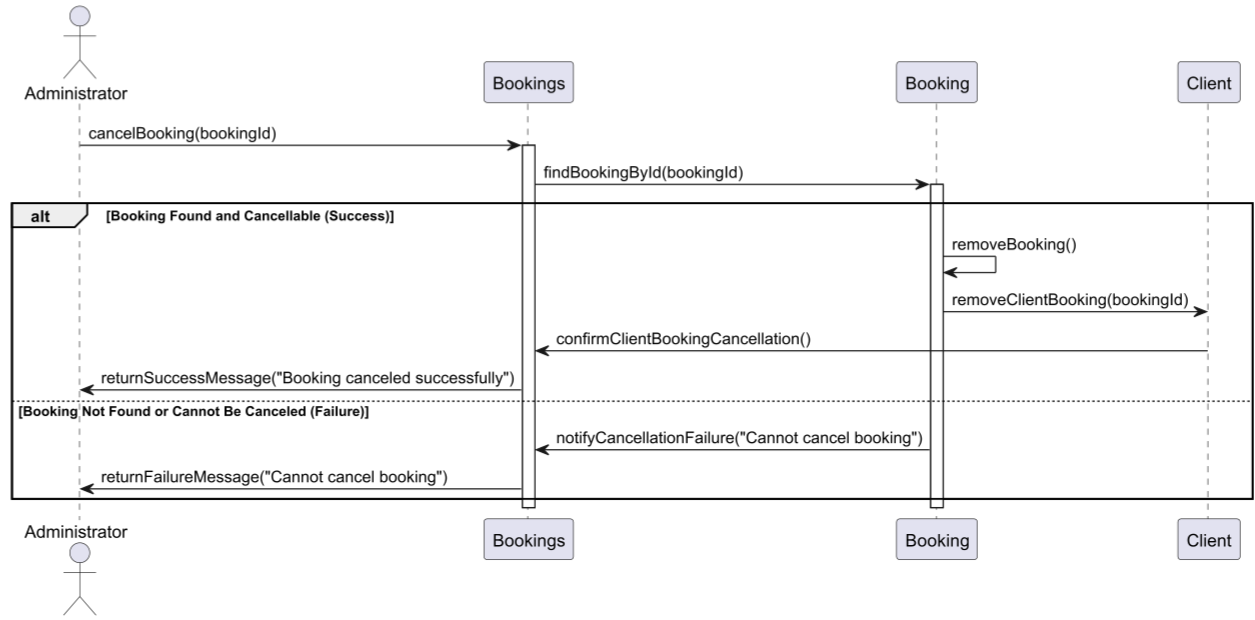 Administrator
Bookings
Booking
Client
cancelBooking(bookingId)
findBookingById(bookingId)
alt
[Booking Found and Cancellable (Success)]
removeBooking()
removeClientBooking(bookingId)
confirmClientBookingCancellation()
returnSuccessMessage("Booking canceled successfully")
[Booking Not Found or Cannot Be Canceled (Failure)]
notifyCancellationFailure("Cannot cancel booking")
returnFailureMessage("Cannot cancel booking")
Administrator
Bookings
Booking
Client